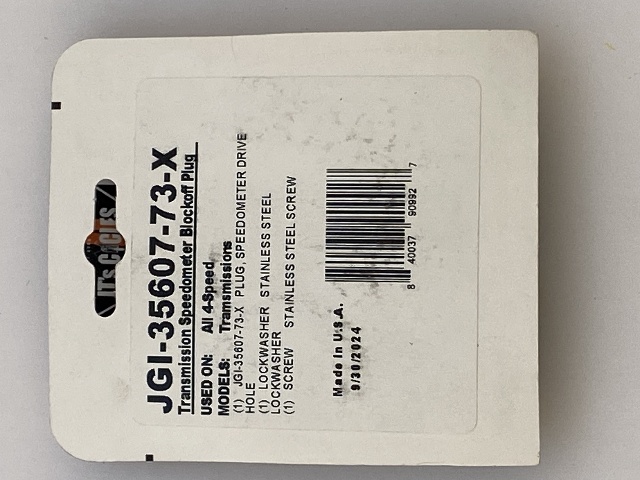 JGI-35607-73-X
Transmission Speedometer Blockoff Plug
USED ON: All 4-Speed
MODELS: Transmissions
(1) JGI-35607-73-X PLUG, SPEEDOMETER DRIVE
HOLE
(1) LOCKWASHER STAINLESS STEEL
LOCKWASHER
(1) SCREW STAINLESS STEEL SCREW
Made in U.S.A.
9/30/2024
8 40037 90992 7